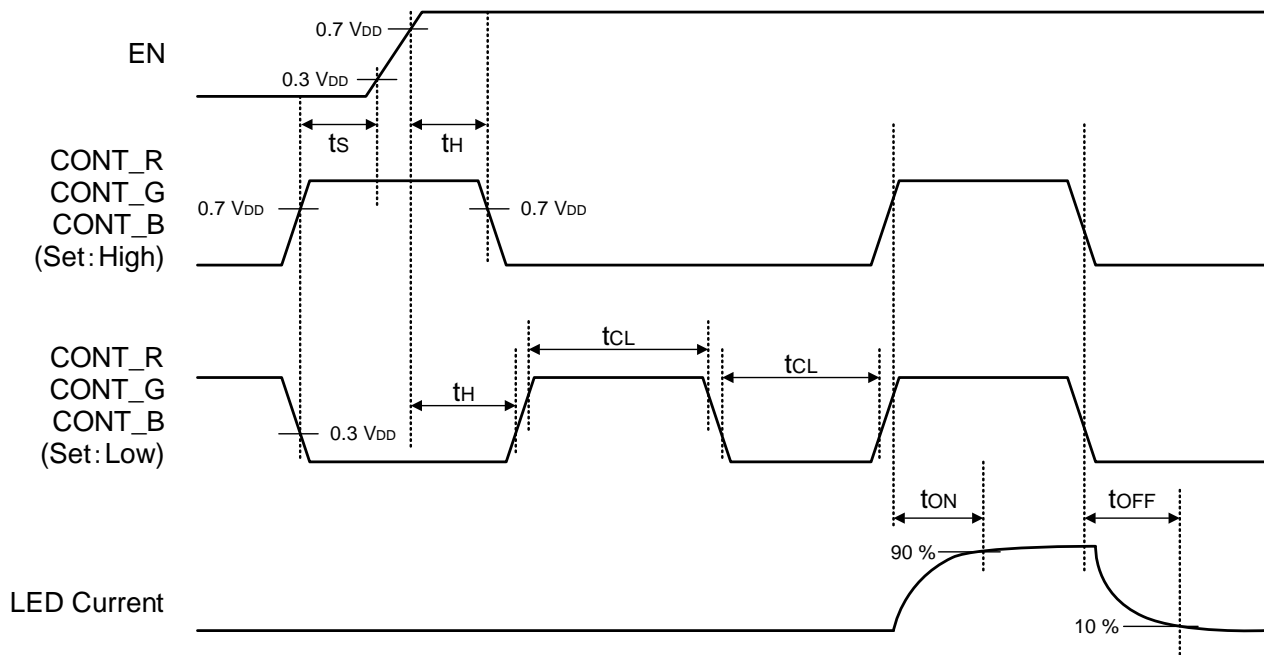 EN
0.7 VDD
0.3 VDD
tS
tH
CONT_R
CONT_G
CONT_B
(Set:High)
0.7 VDD
0.7 VDD
CONT_R
CONT_G
CONT_B
(Set:Low)
0.3 VDD
tH
tCL
tCL
tON
tOFF
LED Current
90 %
10 %